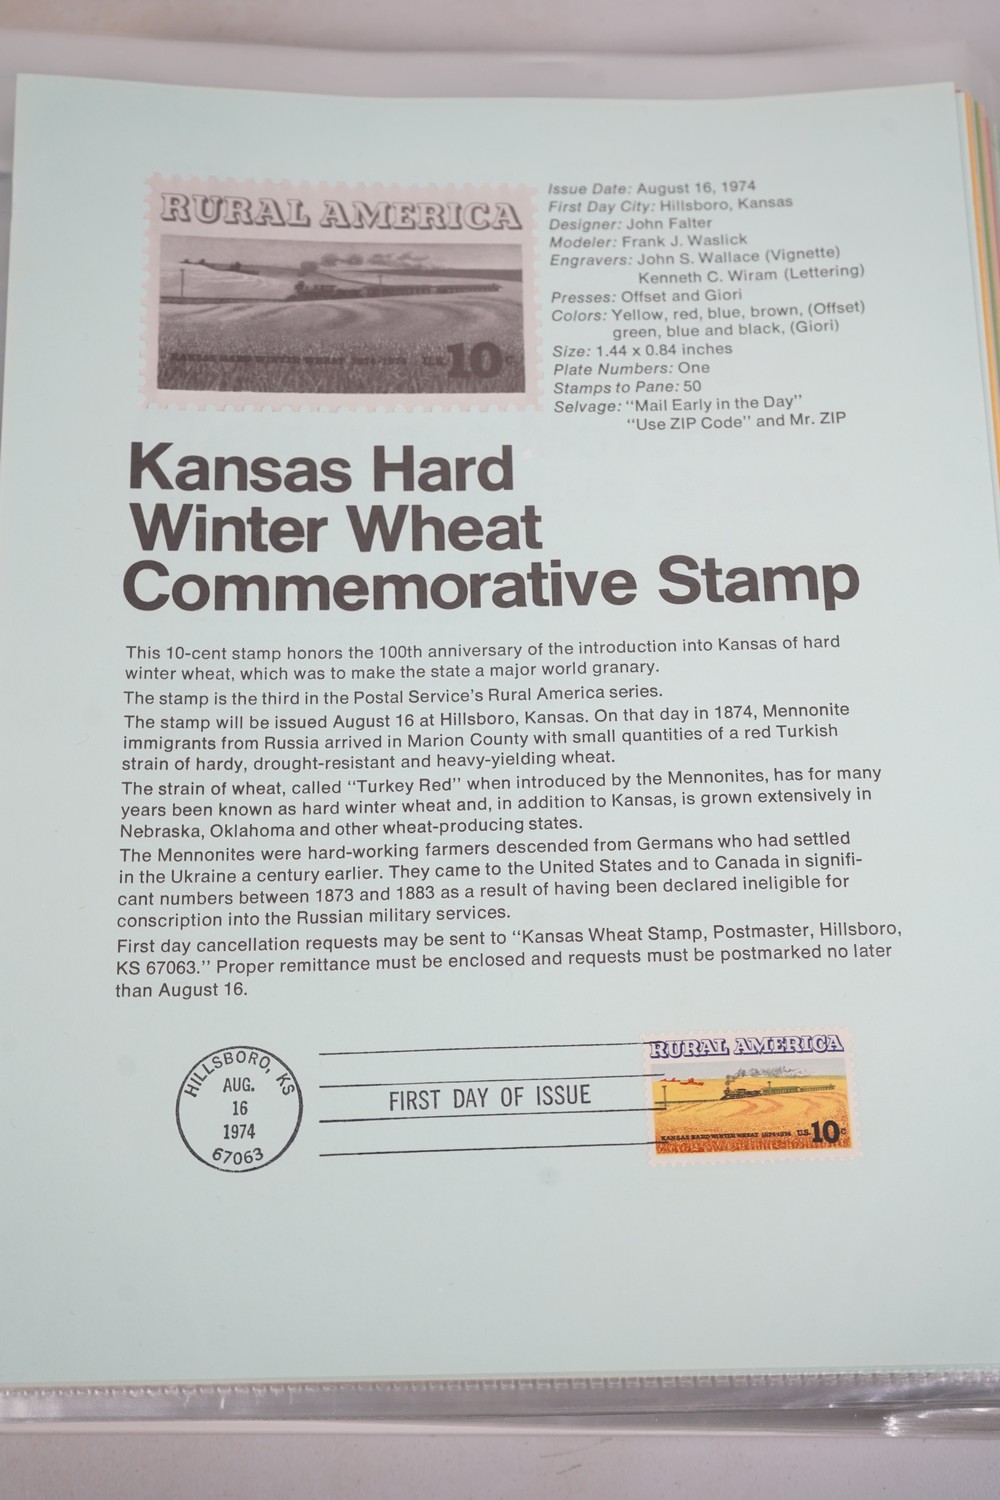 RURAL AMERICA
KANSAS HARD WINTER WHEAT 1874-1974 U.S. 10c
Issue Date: August 16, 1974
First Day City: Hillsboro, Kansas
Designer: John Falter
Modeler: Frank J. Waslick
Engravers: John S. Wallace (Vignette)
Kenneth C. Wiram (Lettering)
Presses: Offset and Giori
Colors: Yellow, red, blue, brown, (Offset)
green, blue and black, (Giori)
Size: 1.44 x 0.84 inches
Plate Numbers: One
Stamps to Pane: 50
Selvage: "Mail Early in the Day"
"Use ZIP Code" and Mr. ZIP
Kansas Hard
Winter Wheat
Commemorative Stamp
This 10-cent stamp honors the 100th anniversary of the introduction into Kansas of hard
winter wheat, which was to make the state a major world granary.
The stamp is the third in the Postal Service's Rural America series.
The stamp will be issued August 16 at Hillsboro, Kansas. On that day in 1874, Mennonite
immigrants from Russia arrived in Marion County with small quantities of a red Turkish
strain of hardy, drought-resistant and heavy-yielding wheat.
The strain of wheat, called "Turkey Red" when introduced by the Mennonites, has for many
years been known as hard winter wheat and, in addition to Kansas, is grown extensively in
Nebraska, Oklahoma and other wheat-producing states.
The Mennonites were hard-working farmers descended from Germans who had settled
in the Ukraine a century earlier. They came to the United States and to Canada in signifi-
cant numbers between 1873 and 1883 as a result of having been declared ineligible for
conscription into the Russian military services.
First day cancellation requests may be sent to "Kansas Wheat Stamp, Postmaster, Hillsboro,
KS 67063." Proper remittance must be enclosed and requests must be postmarked no later
than August 16.
HILLSBORO, KS
AUG.
16
1974
67063
FIRST DAY OF ISSUE
RURAL AMERICA
KANSAS HARD WINTER WHEAT 1874-1974 U.S. 10c